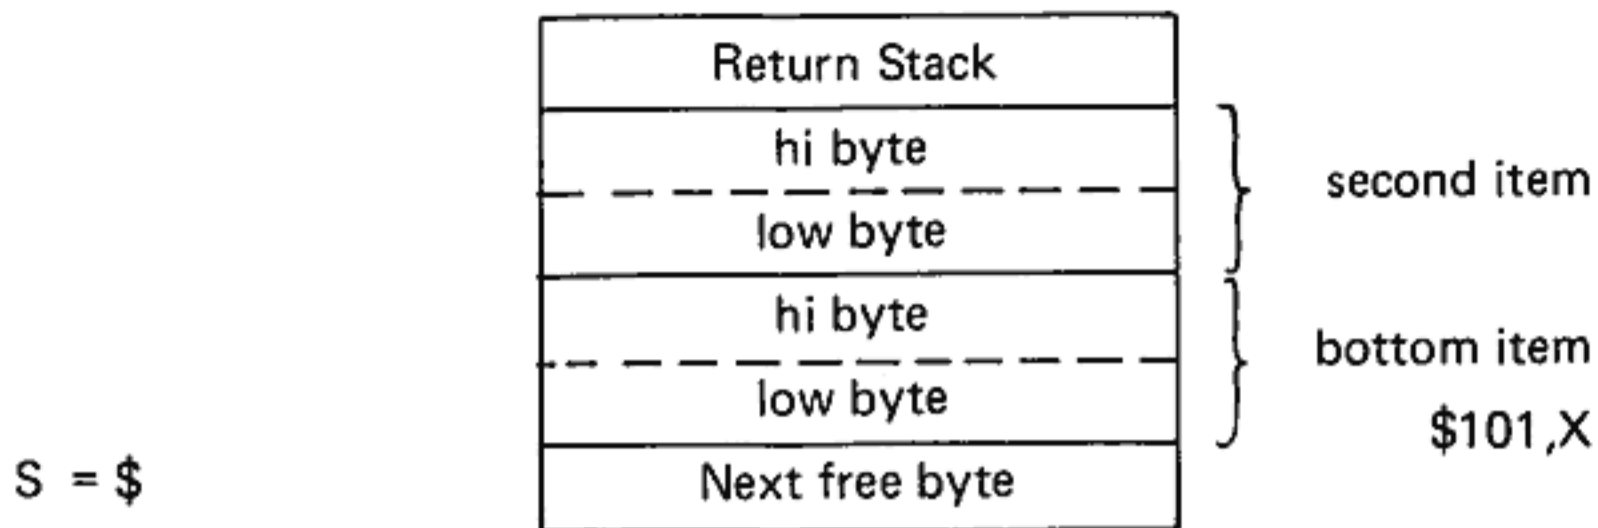 Return Stack
hi byte
second item
low byte
hi byte
bottom item
low byte
$101,X
S = $
Next free byte